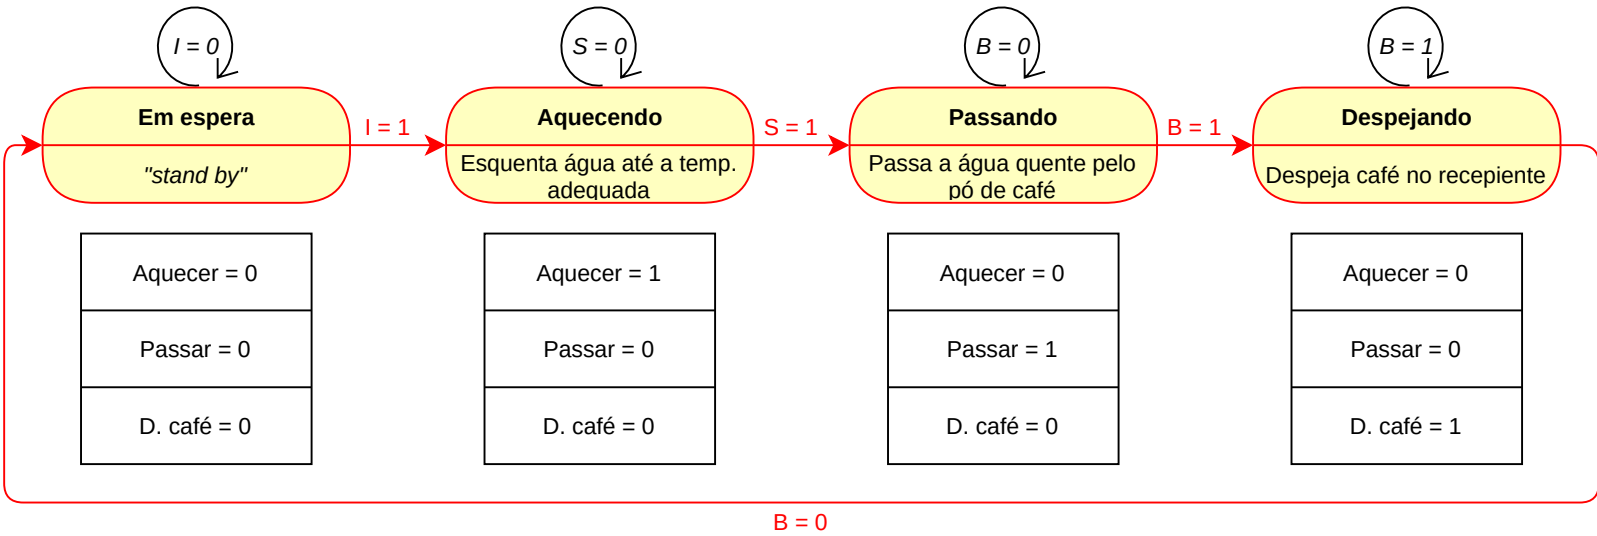 I = 0
S = 0
B = 0
B = 1
Em espera
Aquecendo
Passando
Despejando
I = 1
S = 1
B = 1
"stand by"
Esquenta água até a temp.
adequada
Passa a água quente pelo
pó de café
Despeja café no recepiente
Aquecer = 0
Aquecer = 1
Aquecer = 0
Aquecer = 0
Passar = 0
Passar = 0
Passar = 1
Passar = 0
D. café = 0
D. café = 0
D. café = 0
D. café = 1
B = 0